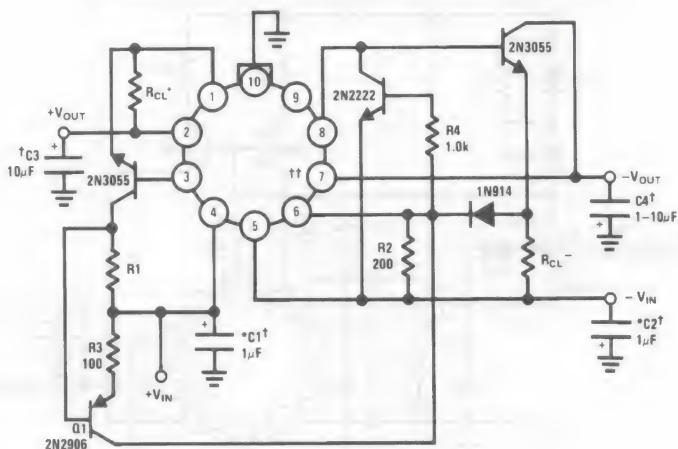 2N3055
10
1
9
RCL+
2N2222
+VOUT
2
8
R4
1.0k
†C3
10µF
††
2N3055
3
7
−VOUT
1N914
4
6
C4†
1−10µF
5
R2
200
R1
RCL−
− VIN
*C1†
1µF
*C2†
1µF
R3
100
+VIN
Q1
2N2906